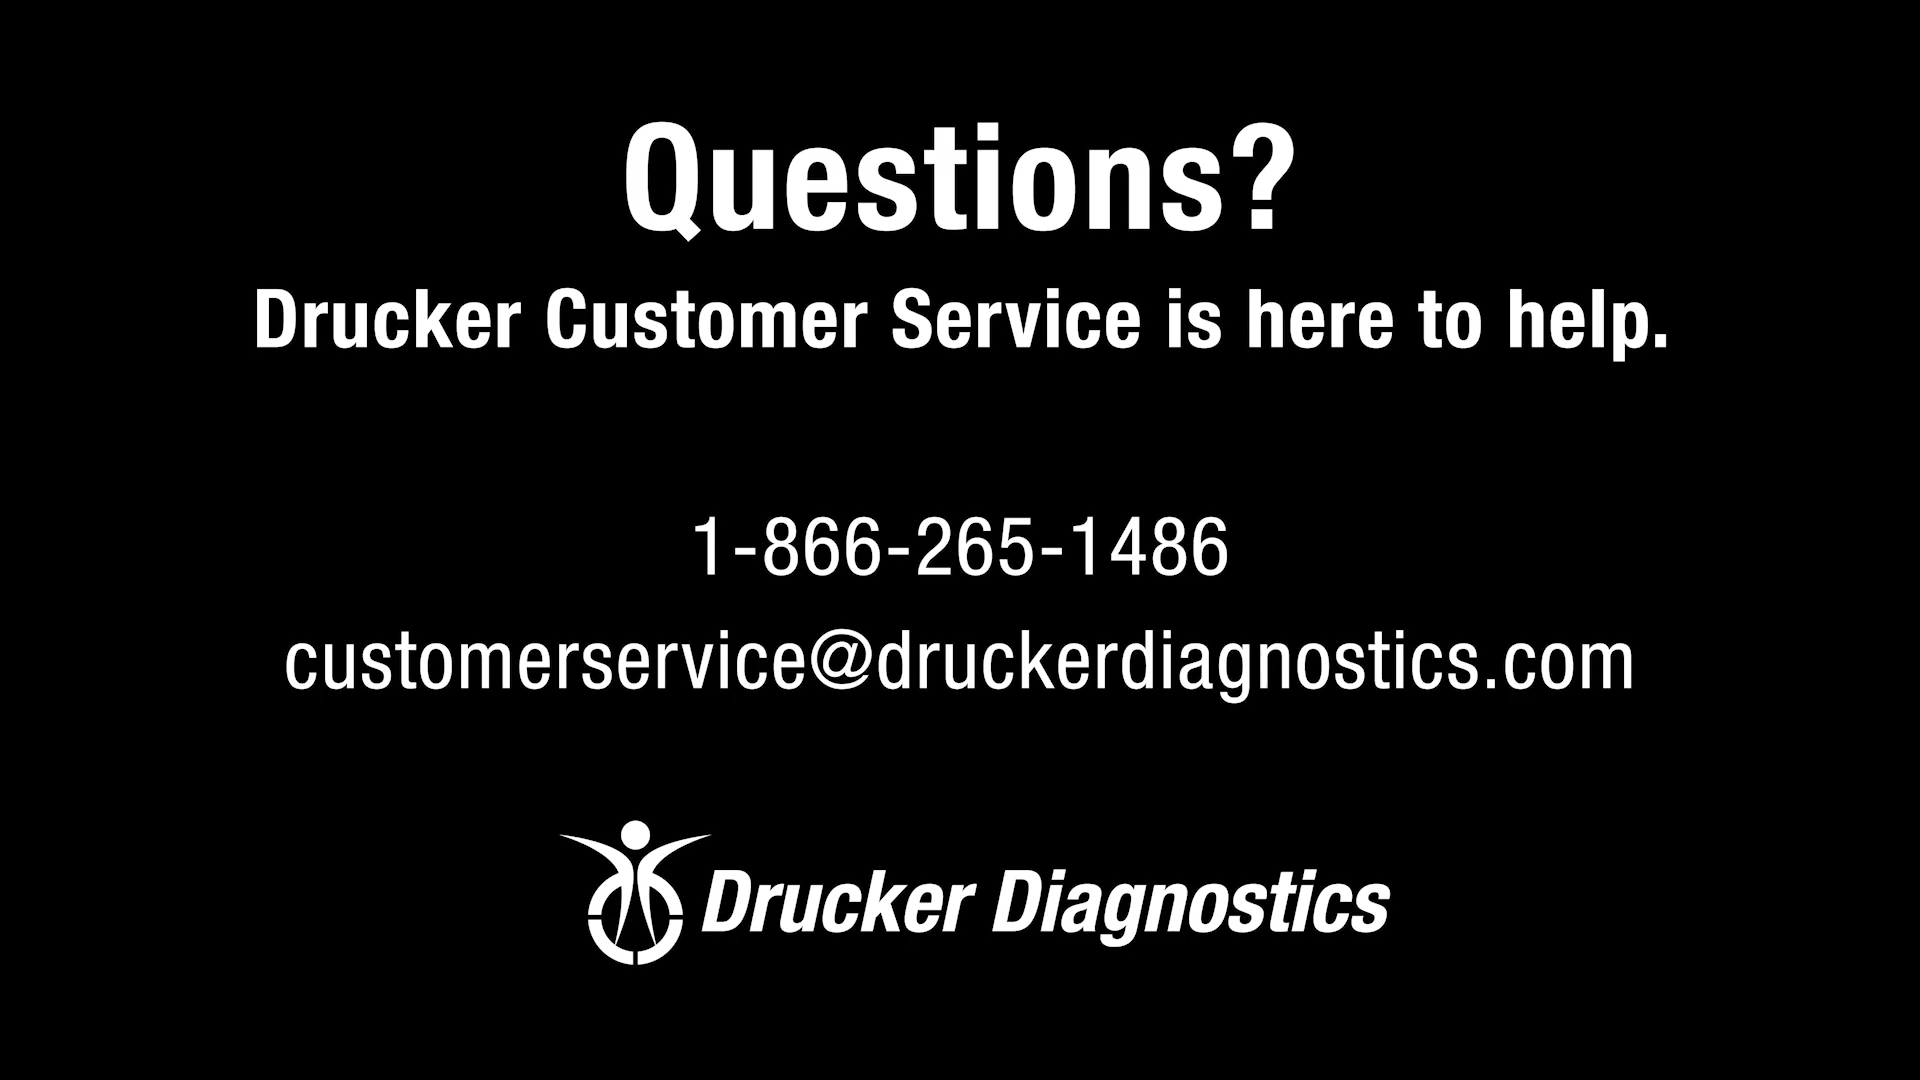 Questions?
Drucker Customer Service is here to help.
1-866-265-1486
customerservice@druckerdiagnostics.com
Drucker Diagnostics